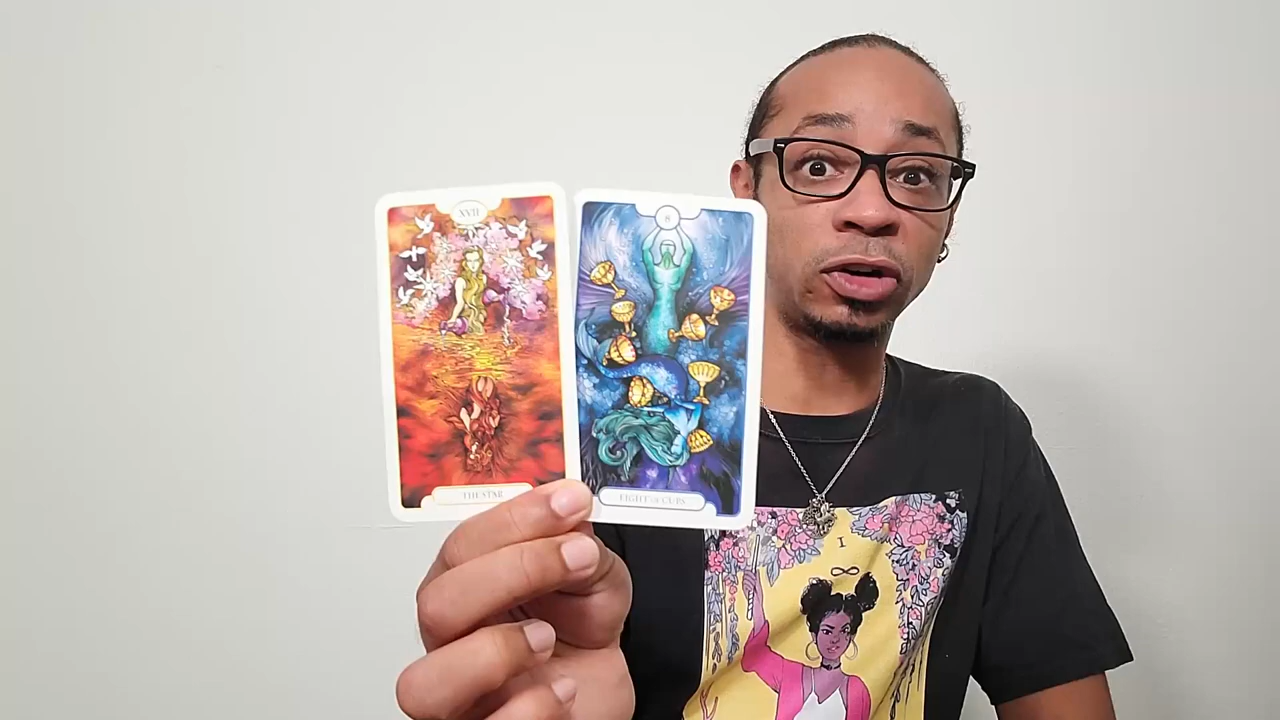 XVII
THE STAR
8
EIGHT OF CUPS
I